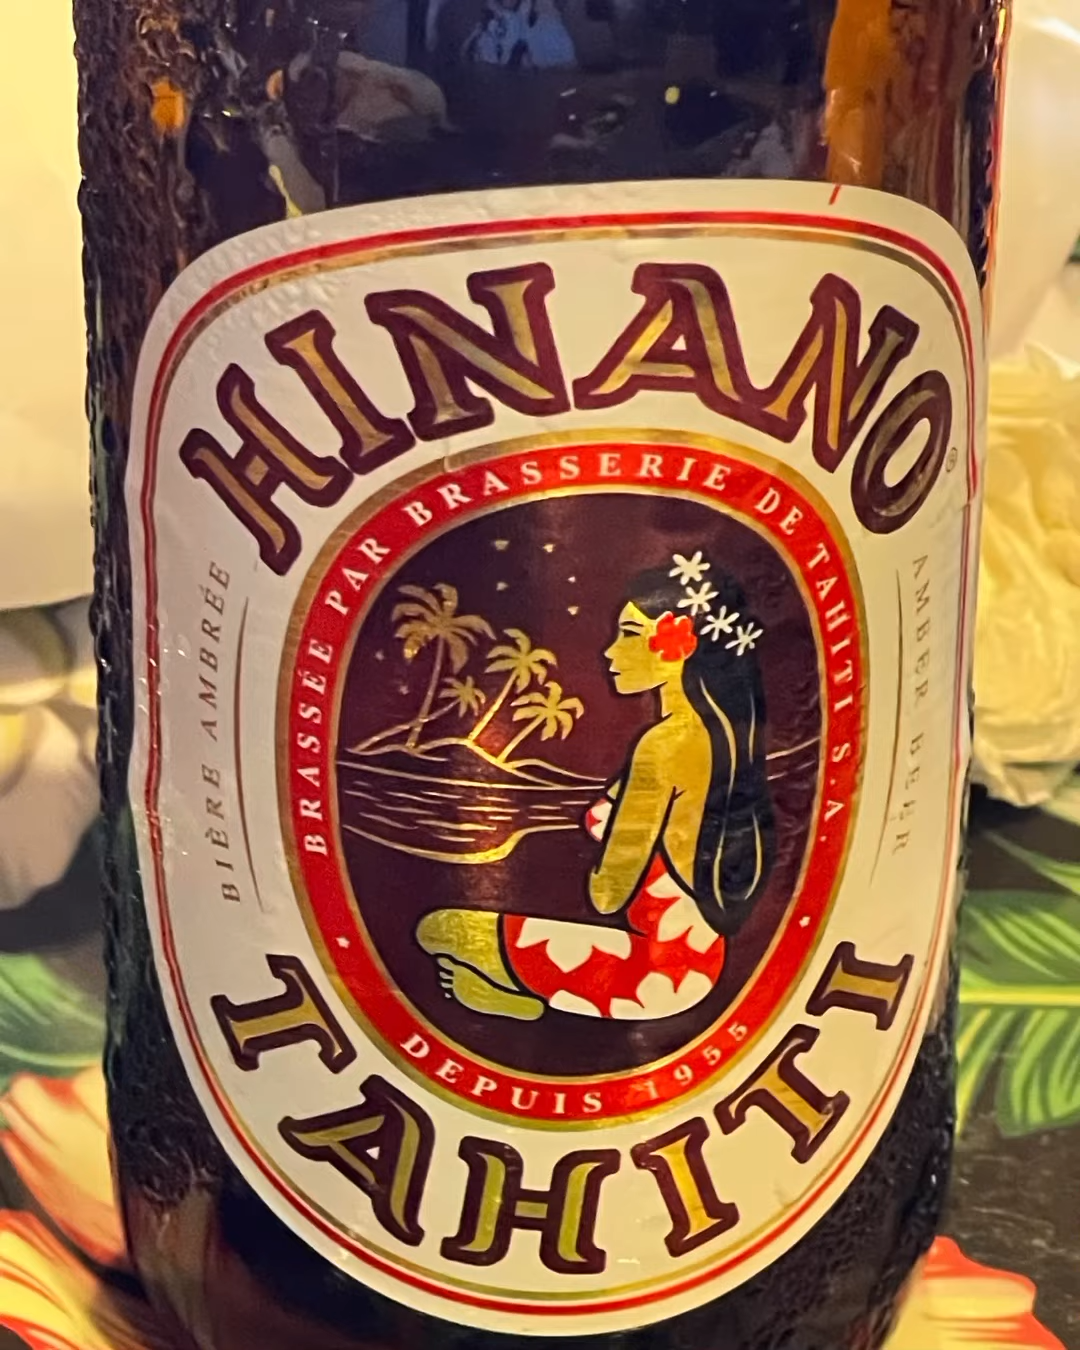 HINANO®
BRASSÉE PAR BRASSERIE DE TAHITI S.A.
BIÈRE AMBRÉE
AMBER BEER
DEPUIS 1955
TAHITI